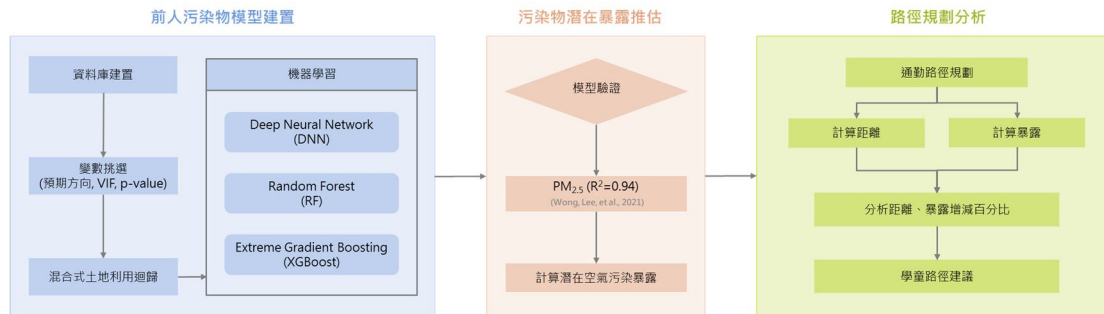 前人污染物模型建置
資料庫建置
變數挑選
(預期方向, VIF, p-value)
混合式土地利用迴歸
機器學習
Deep Neural Network
(DNN)
Random Forest
(RF)
Extreme Gradient Boosting
(XGBoost)
污染物潛在暴露推估
模型驗證
PM2.5 (R²=0.94)
(Wong, Lee, et al., 2021)
計算潛在空氣污染暴露
路徑規劃分析
通勤路徑規劃
計算距離
計算暴露
分析距離、暴露增減百分比
學童路徑建議